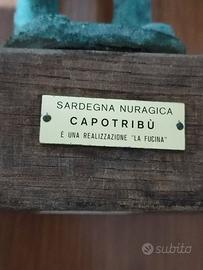 SARDEGNA NURAGICA
CAPOTRIBÙ
È UNA REALIZZAZIONE "LA FUCINA"
subito